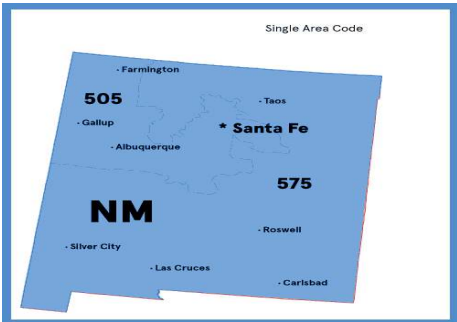 Single Area Code
· Farmington
505
· Taos
· Gallup
* Santa Fe
· Albuquerque
575
NM
· Roswell
· Silver City
· Las Cruces
· Carlsbad